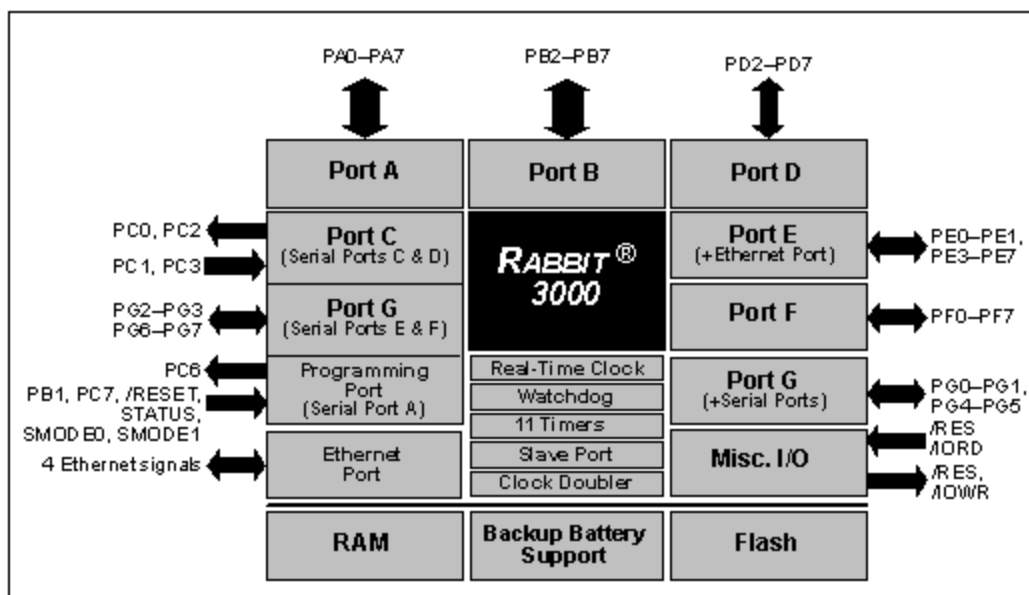 PA0–PA7
PB2–PB7
PD2–PD7
Port A
Port B
Port D
PC0, PC2
PC1, PC3
Port C
(Serial Ports C & D)
RABBIT ®
3000
Port E
(+Ethernet Port)
PE0–PE1,
PE3–PE7
PG2–PG3
PG6–PG7
Port G
(Serial Ports E & F)
Port F
PF0–PF7
PC6
PB1, PC7, /RESET,
STATUS,
SMODE0, SMODE1
Programming
Port
(Serial Port A)
Real-Time Clock
Watchdog
11 Timers
Slave Port
Clock Doubler
Port G
(+Serial Ports)
PG0–PG1,
PG4–PG5
4 Ethernet signals
Ethernet
Port
Misc. I/O
/RES
/IORD
/RES,
/IOWR
RAM
Backup Battery
Support
Flash